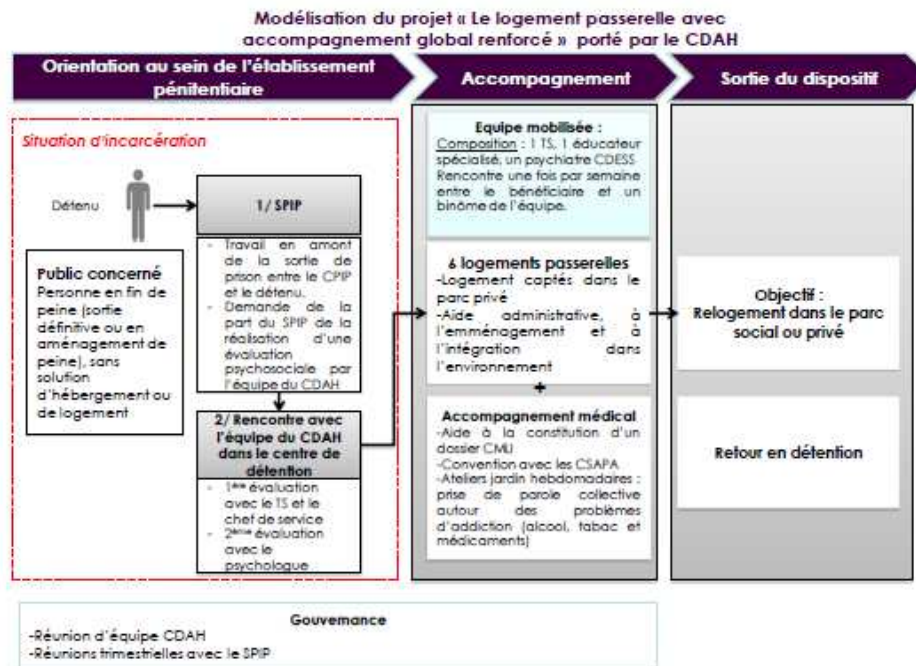 Modélisation du projet « Le logement passerelle avec
accompagnement global renforcé » porté par le CDAH
Orientation au sein de l'établissement
pénitentiaire
Accompagnement
Sortie du dispositif
Situation d'incarcération
Détenu
Public concerné
Personne en fin de
peine (sortie
définitive ou en
aménagement de
peine), sans
solution
d'hébergement ou
de logement
1/ SPIP
- Travail en amont
de la sortie de
prison entre le CPIP
et le détenu.
- Demande de la
part du SPIP de la
réalisation d'une
évaluation
psychosociale par
l'équipe du CDAH
2/ Rencontre avec
l'équipe du CDAH
dans le centre de
détention
- 1ère évaluation
avec le TS et le
chef de service
- 2ème évaluation
avec le
psychologue
Equipe mobilisée :
Composition : 1 TS, 1 éducateur
spécialisé, un psychiatre CDESS
Rencontre une fois par semaine
entre le bénéficiaire et un
binôme de l'équipe.
6 logements passerelles
-Logement captés dans le
parc privé
-Aide administrative, à
l'emménagement et à
l'intégration dans
l'environnement
+
Accompagnement médical
-Aide à la constitution d'un
dossier CMU
-Convention avec les CSAPA
-Ateliers jardin hebdomadaires :
prise de parole collective
autour des problèmes
d'addiction (alcool, tabac et
médicaments)
Objectif :
Relogement dans le parc
social ou privé
Retour en détention
Gouvernance
-Réunion d'équipe CDAH
-Réunions trimestrielles avec le SPIP